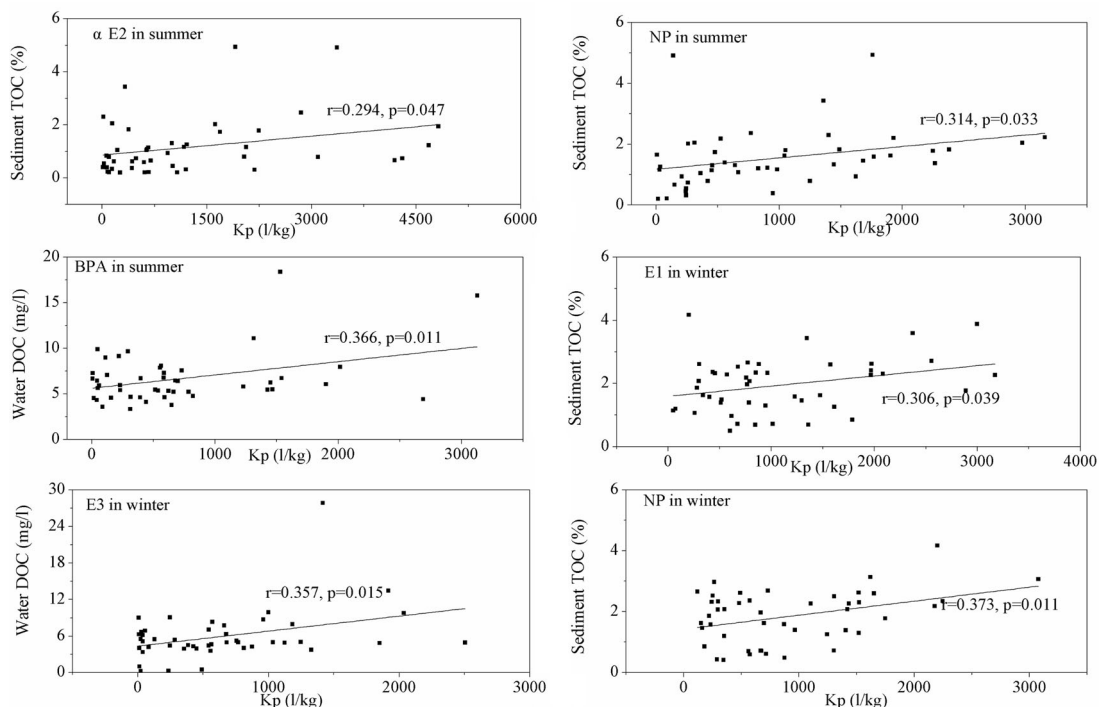 α E2 in summer
Sediment TOC (%)
6
4
2
0
r=0.294, p=0.047
0 1500 3000 4500 6000
Kp (l/kg)
NP in summer
Sediment TOC (%)
6
4
2
0
r=0.314, p=0.033
0 1000 2000 3000
Kp (l/kg)
BPA in summer
Water DOC (mg/l)
20
15
10
5
0
r=0.366, p=0.011
0 1000 2000 3000
Kp (l/kg)
E1 in winter
Sediment TOC (%)
6
4
2
0
r=0.306, p=0.039
0 1000 2000 3000 4000
Kp (l/kg)
E3 in winter
Water DOC (mg/l)
30
24
18
12
6
0
r=0.357, p=0.015
0 500 1000 1500 2000 2500
Kp (l/kg)
NP in winter
Sediment TOC (%)
6
4
2
0
r=0.373, p=0.011
0 1000 2000 3000
Kp (l/kg)